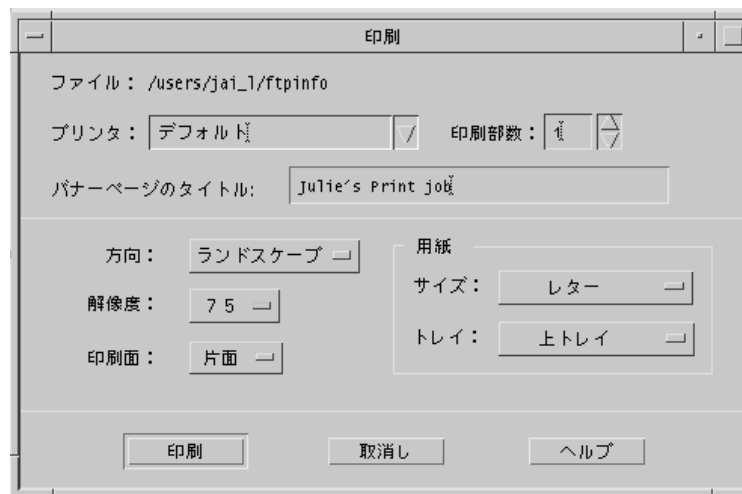 印刷
ファイル： /users/jai_l/ftpinfo
プリンタ： デフォルト 印刷部数： 1
バナーページのタイトル: Julie's Print job
方向： ランドスケープ
用紙
サイズ： レター
解像度： 75
トレイ： 上トレイ
印刷面： 片面
印刷 取消し ヘルプ